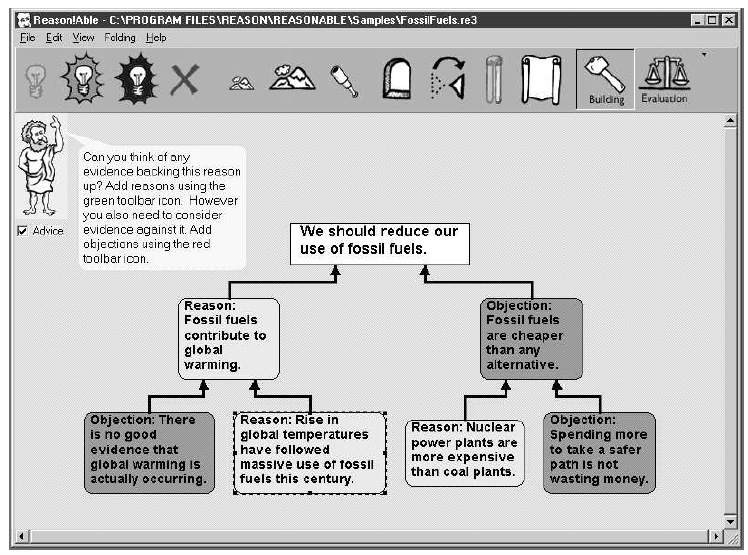 Reason!Able - C:\PROGRAM FILES\REASON\REASONABLE\Samples\FossilFuels.re3
File Edit View Folding Help
Building
Evaluation
Can you think of any
evidence backing this reason
up? Add reasons using the
green toolbar icon. However
you also need to consider
evidence against it. Add
objections using the red
toolbar icon.
Advice
We should reduce our
use of fossil fuels.
Reason:
Fossil fuels
contribute to
global
warming.
Objection:
Fossil fuels
are cheaper
than any
alternative.
Objection: There
is no good
evidence that
global warming is
actually occurring.
Reason: Rise in
global temperatures
have followed
massive use of fossil
fuels this century.
Reason: Nuclear
power plants are
more expensive
than coal plants.
Objection:
Spending more
to take a safer
path is not
wasting money.